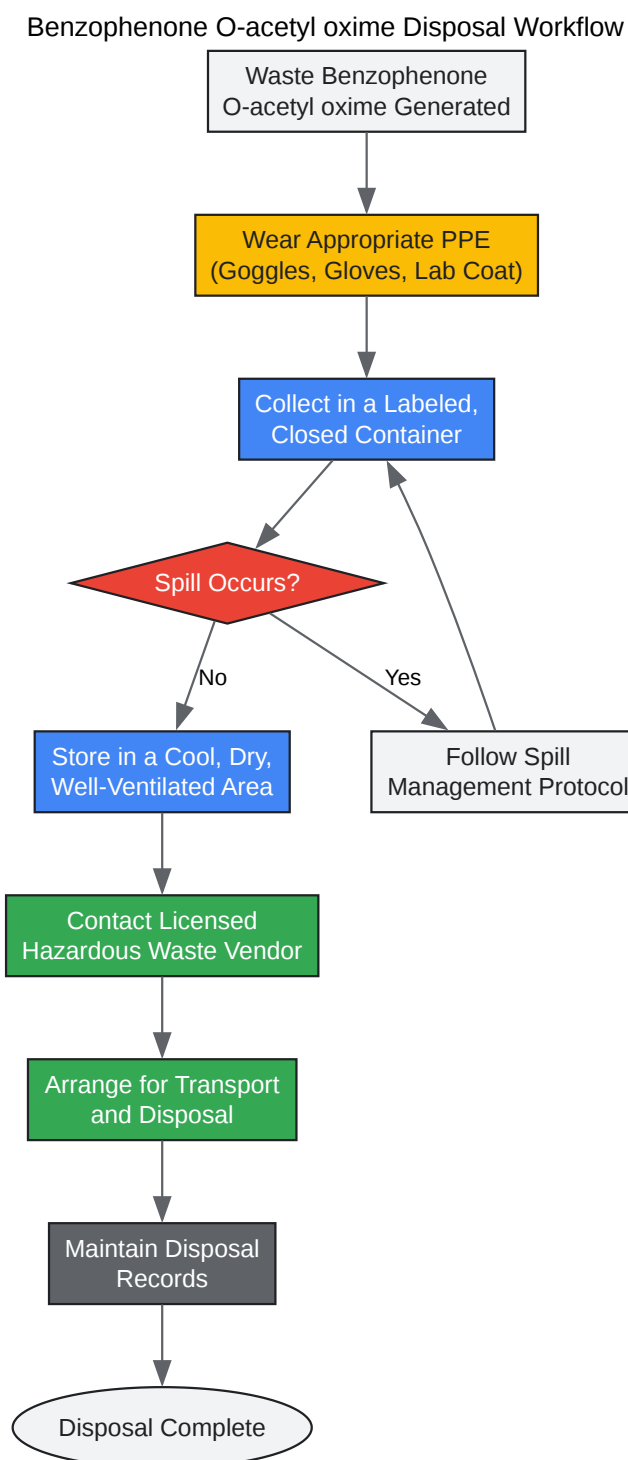 Benzophenone O-acetyl oxime Disposal Workflow
Waste Benzophenone
O-acetyl oxime Generated
Wear Appropriate PPE
(Goggles, Gloves, Lab Coat)
Collect in a Labeled,
Closed Container
Spill Occurs?
No
Yes
Store in a Cool, Dry,
Well-Ventilated Area
Follow Spill
Management Protocol
Contact Licensed
Hazardous Waste Vendor
Arrange for Transport
and Disposal
Maintain Disposal
Records
Disposal Complete